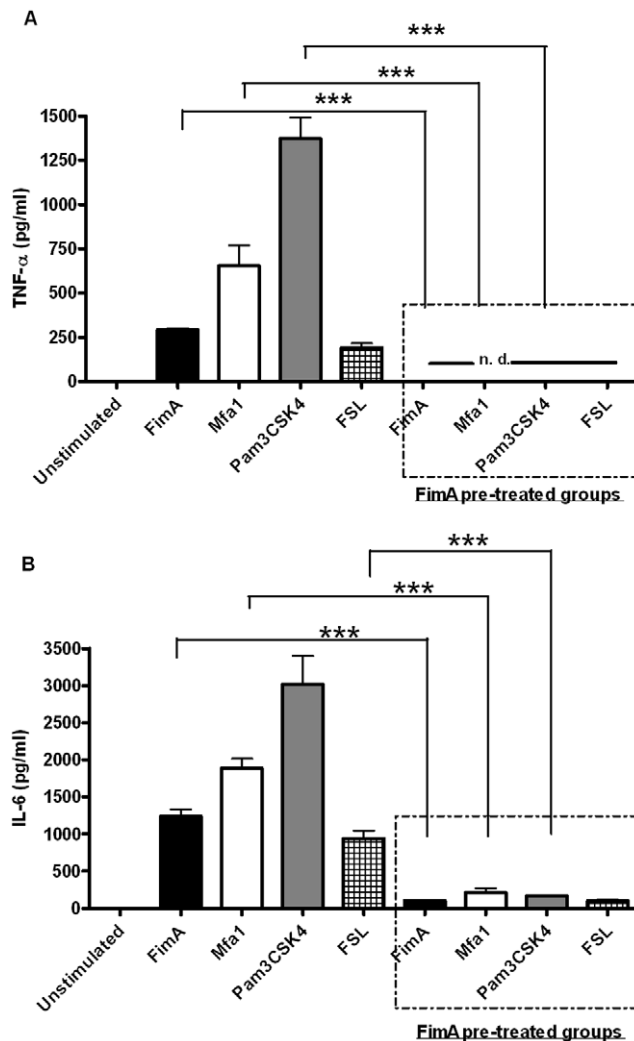 A
***
***
***
1500
1250
1000
750
500
250
0
TNF-α (pg/ml)
n. d.
Unstimulated
FimA
Mfa1
Pam3CSK4
FSL
FimA
Mfa1
Pam3CSK4
FSL
FimA pre-treated groups
B
***
***
***
3500
3000
2500
2000
1500
1000
500
0
IL-6 (pg/ml)
Unstimulated
FimA
Mfa1
Pam3CSK4
FSL
FimA
Mfa1
Pam3CSK4
FSL
FimA pre-treated groups